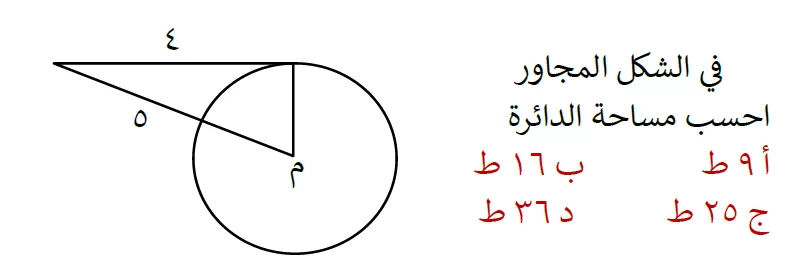 في الشكل المجاور
احسب مساحة الدائرة
أ ٩ ط ب ١٦ ط
ج ٢٥ ط د ٣٦ ط
٤
٥
م